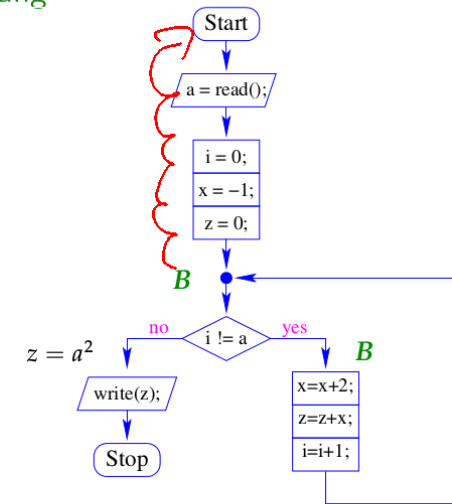 Start
a = read();
i = 0;
x = −1;
z = 0;
B
no
i != a
yes
z = a²
B
write(z);
x=x+2;
z=z+x;
i=i+1;
Stop